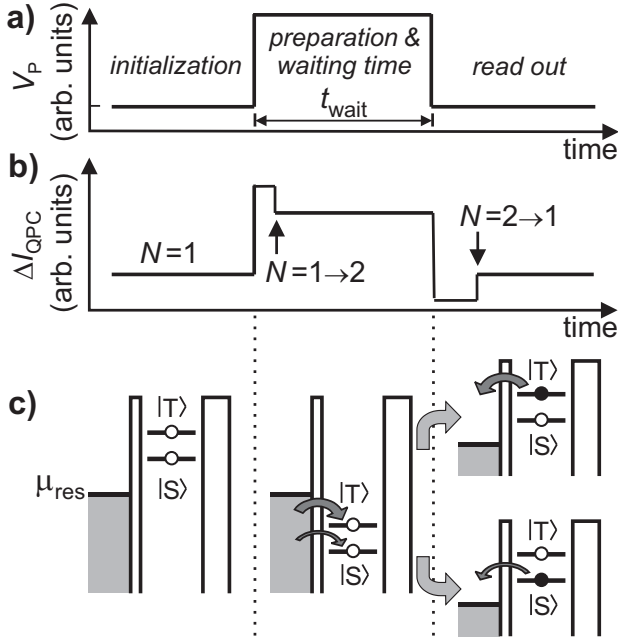 a)
V_P
(arb. units)
initialization
preparation &
waiting time
t_wait
read out
time
b)
ΔI_QPC
(arb. units)
N=1
N=1→2
N=2→1
time
c)
μ_res
|T⟩
|S⟩
|T⟩
|S⟩
|T⟩
|S⟩
|T⟩
|S⟩